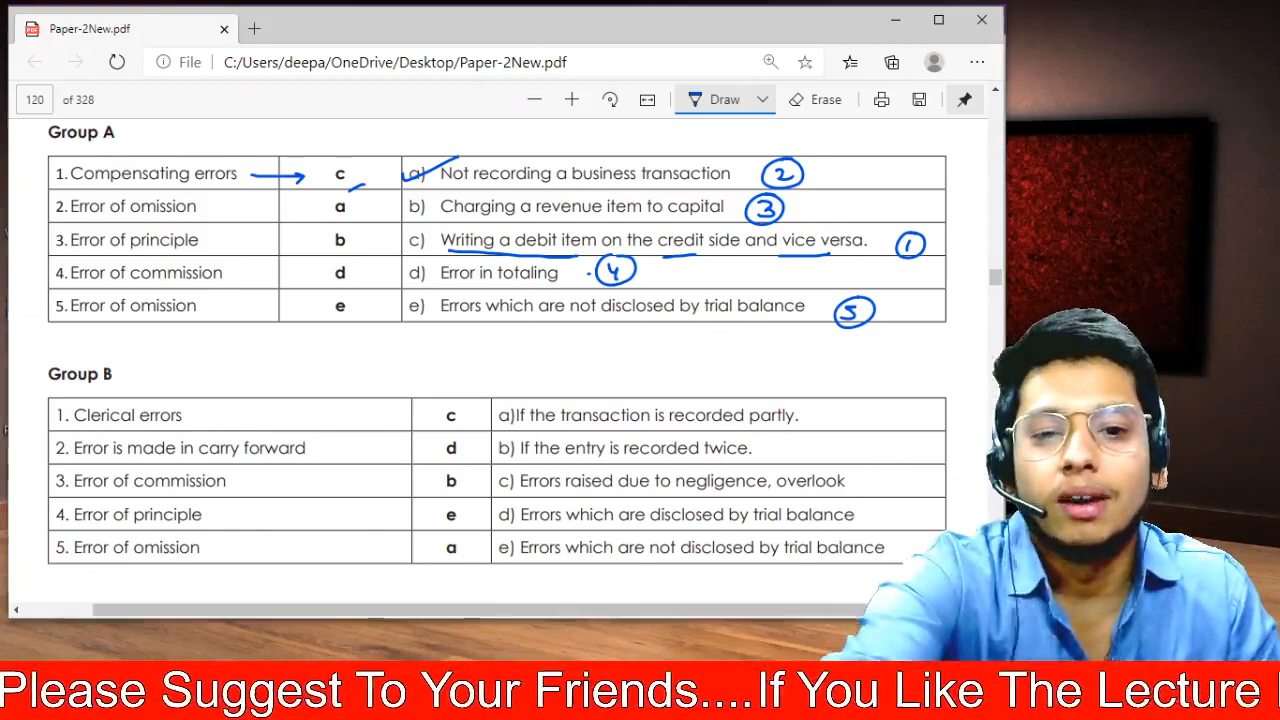 Paper-2New.pdf
File C:/Users/deepa/OneDrive/Desktop/Paper-2New.pdf
120 of 328 Draw Erase
Group A
1. Compensating errors c a) Not recording a business transaction 2
2. Error of omission a b) Charging a revenue item to capital 3
3. Error of principle b c) Writing a debit item on the credit side and vice versa. 1
4. Error of commission d d) Error in totaling 4
5. Error of omission e e) Errors which are not disclosed by trial balance 5
Group B
1. Clerical errors c a)If the transaction is recorded partly.
2. Error is made in carry forward d b) If the entry is recorded twice.
3. Error of commission b c) Errors raised due to negligence, overlook
4. Error of principle e d) Errors which are disclosed by trial balance
5. Error of omission a e) Errors which are not disclosed by trial balance
Please Suggest To Your Friends....If You Like The Lecture